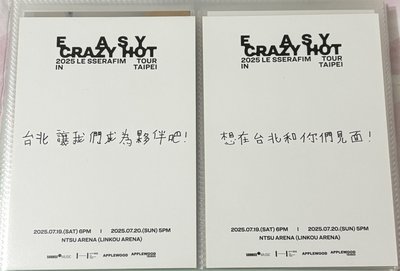 EASY
CRAZY HOT
2025 LE SSERAFIM TOUR
IN TAIPEI
台北 讓我們成為夥伴吧!
2025.07.19.(SAT) 6PM | 2025.07.20.(SUN) 5PM
NTSU ARENA (LINKOU ARENA)
APPLEWOOD
EASY
CRAZY HOT
2025 LE SSERAFIM TOUR
IN TAIPEI
想在台北和你們見面!
2025.07.19.(SAT) 6PM | 2025.07.20.(SUN) 5PM
NTSU ARENA (LINKOU ARENA)
APPLEWOOD